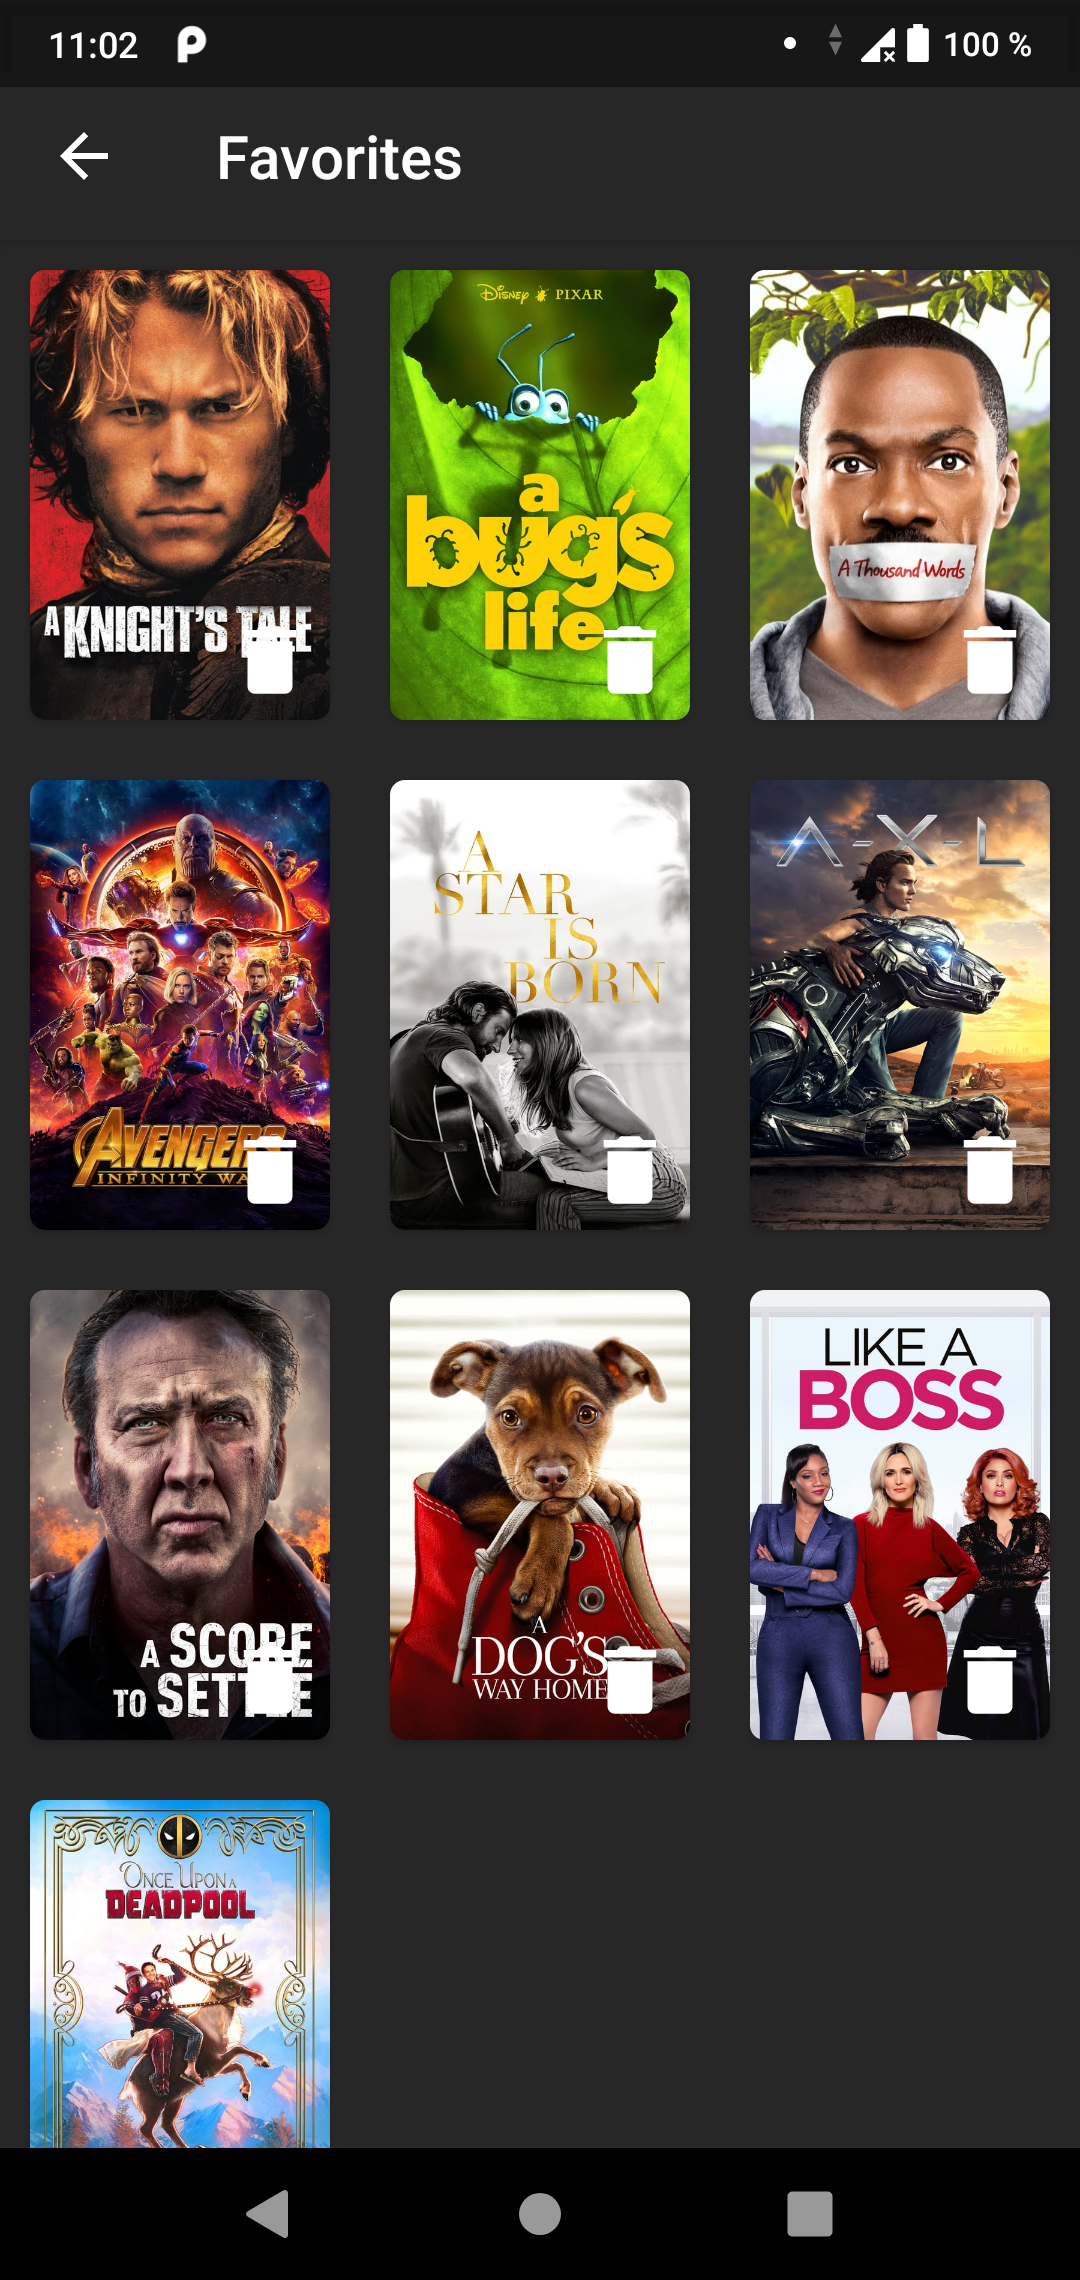 11:02
100 %
Favorites
A KNIGHT'S TALE
Disney PIXAR
a
bug's
life
A Thousand Words
AVENGERS
INFINITY WA
A
STAR
IS
BORN
A-X-L
A SCORE
TO SETTLE
A
DOG'S
WAY HOME
LIKE A
BOSS
ONCE UPON A
DEADPOOL